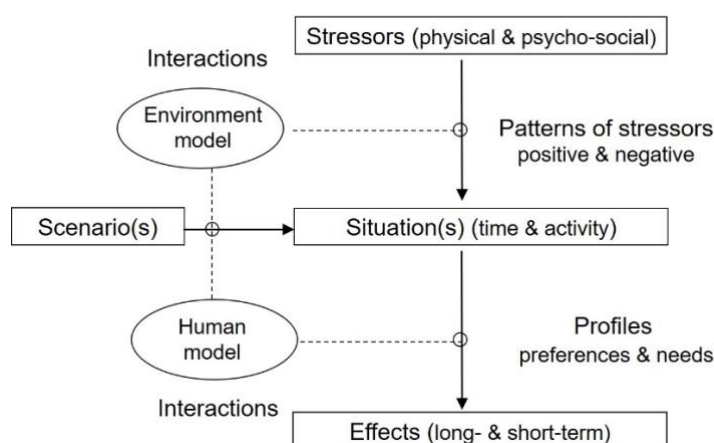 Stressors (physical & psycho-social)
Interactions
Environment
model
Patterns of stressors
positive & negative
Scenario(s)
Situation(s) (time & activity)
Human
model
Profiles
preferences & needs
Interactions
Effects (long- & short-term)